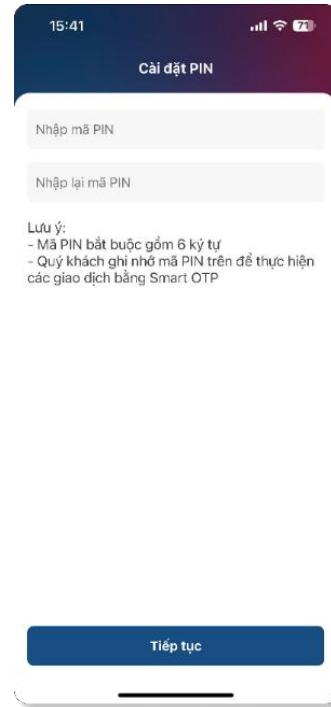 15:41
71
Cài đặt PIN
Nhập mã PIN
Nhập lại mã PIN
Lưu ý:
- Mã PIN bắt buộc gồm 6 ký tự
- Quý khách ghi nhớ mã PIN trên để thực hiện
các giao dịch bằng Smart OTP
Tiếp tục